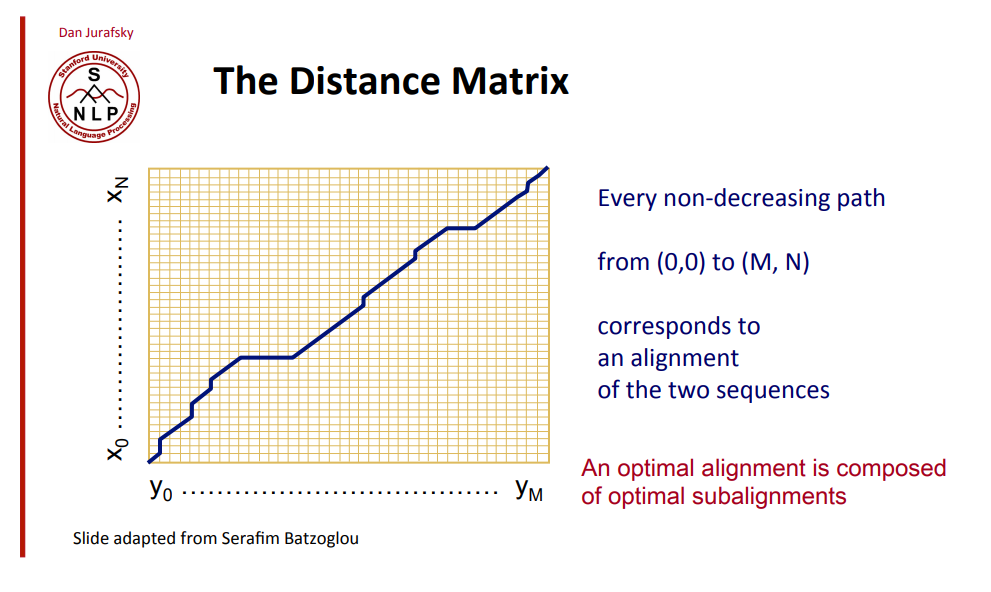 Dan Jurafsky
Stanford University
S
NLP
Natural Language Processing
The Distance Matrix
xN
x0
y0 .............................. yM
Every non-decreasing path
from (0,0) to (M, N)
corresponds to
an alignment
of the two sequences
An optimal alignment is composed
of optimal subalignments
Slide adapted from Serafim Batzoglou